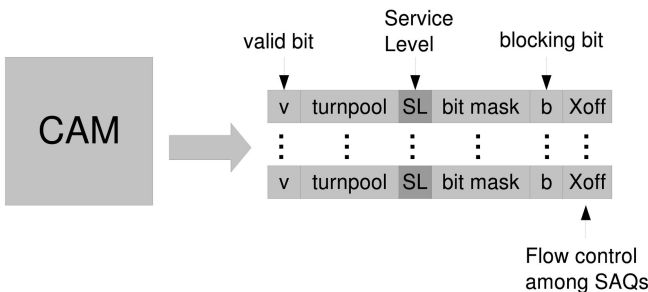 Service
Level
valid bit
blocking bit
CAM
v turnpool SL bit mask b Xoff
v turnpool SL bit mask b Xoff
Flow control
among SAQs